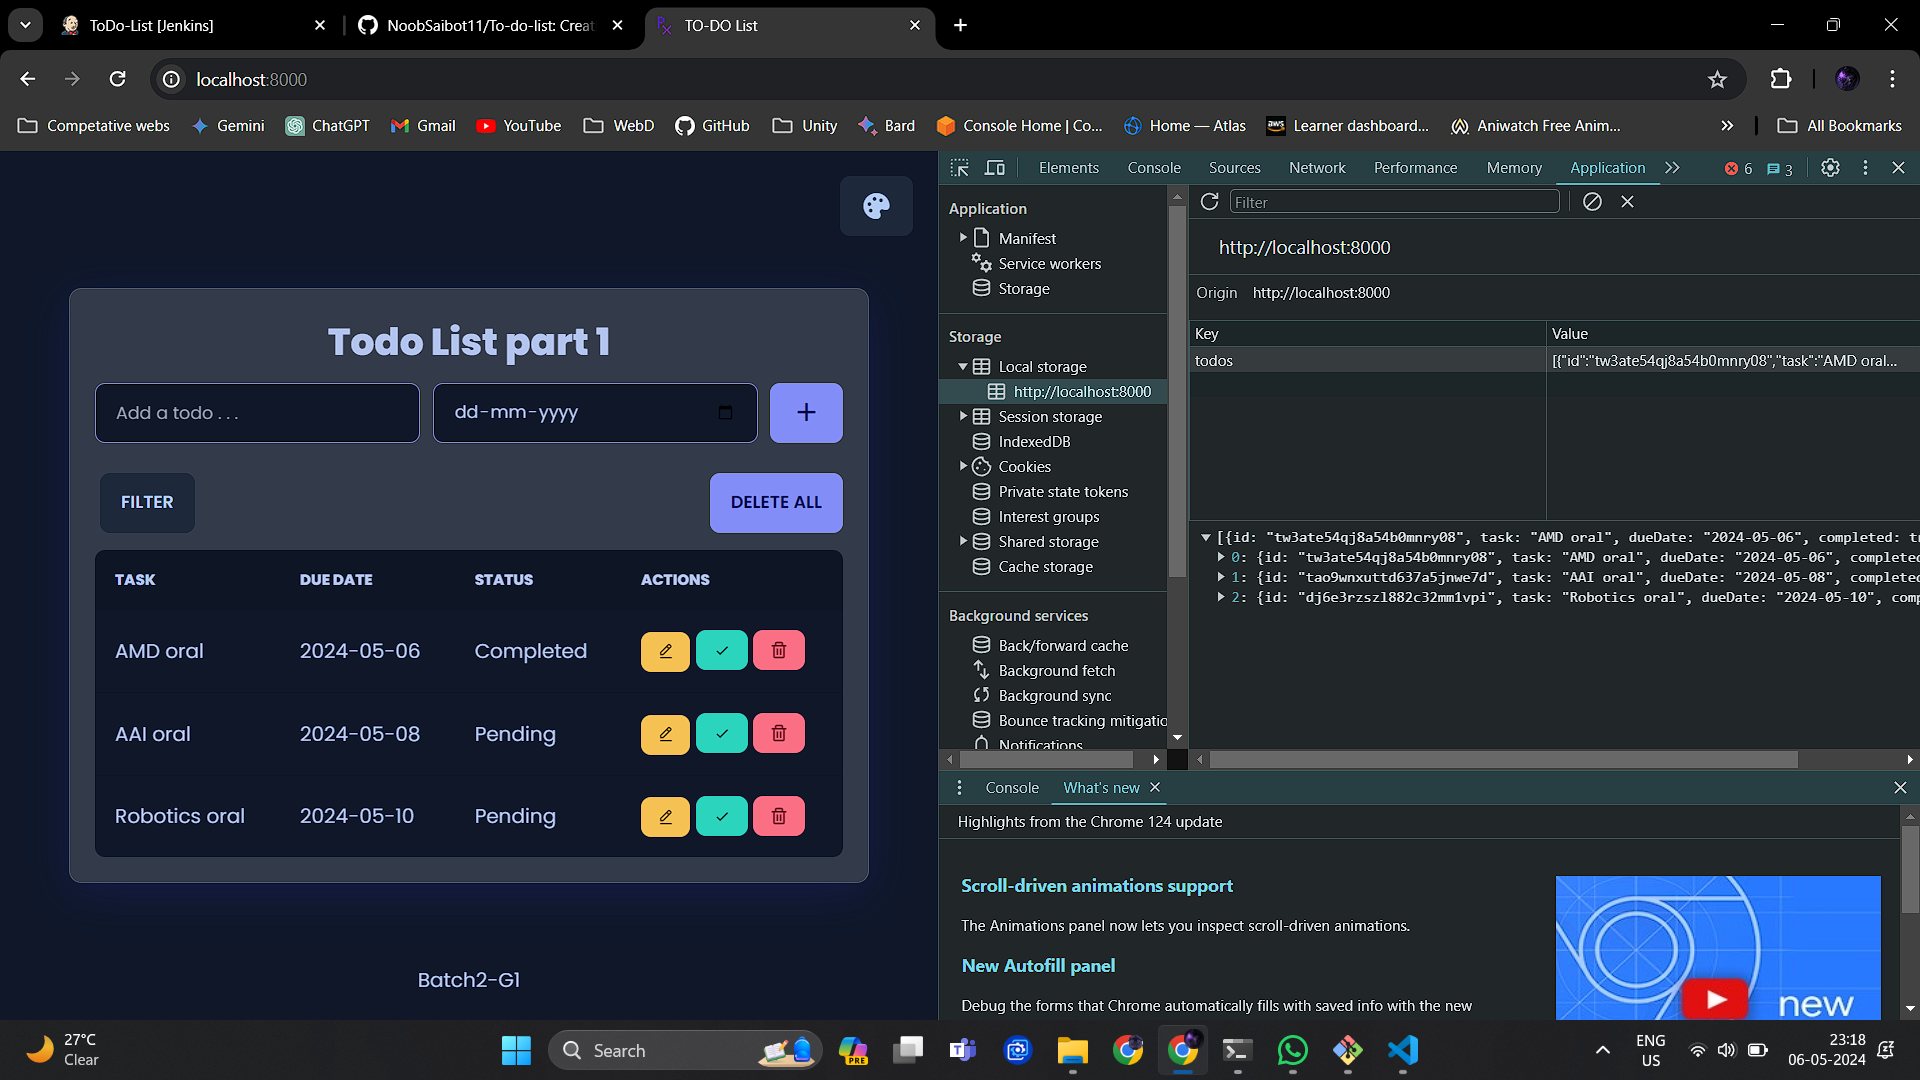 ToDo-List [Jenkins]
NoobSaibot11/To-do-list: Creat
TO-DO List
localhost:8000
Competative webs
Gemini
ChatGPT
Gmail
YouTube
WebD
GitHub
Unity
Bard
Console Home | Co...
Home — Atlas
aws
Learner dashboard...
Aniwatch Free Anim...
All Bookmarks
Todo List part 1
Add a todo . . .
dd-mm-yyyy
+
FILTER
DELETE ALL
TASK DUE DATE STATUS ACTIONS
AMD oral 2024-05-06 Completed
AAI oral 2024-05-08 Pending
Robotics oral 2024-05-10 Pending
Batch2-G1
Elements Console Sources Network Performance Memory Application 6 3
Application
Manifest
Service workers
Storage
Storage
Local storage
http://localhost:8000
Session storage
IndexedDB
Cookies
Private state tokens
Interest groups
Shared storage
Cache storage
Background services
Back/forward cache
Background fetch
Background sync
Bounce tracking mitigatio
Notifications
Filter
http://localhost:8000
Origin http://localhost:8000
Key Value
todos [{"id":"tw3ate54qj8a54b0mnry08","task":"AMD oral...
[{id: "tw3ate54qj8a54b0mnry08", task: "AMD oral", dueDate: "2024-05-06", completed: tr
0: {id: "tw3ate54qj8a54b0mnry08", task: "AMD oral", dueDate: "2024-05-06", completed
1: {id: "tao9wnxuttd637a5jnwe7d", task: "AAI oral", dueDate: "2024-05-08", completed
2: {id: "dj6e3rzszl882c32mm1vpi", task: "Robotics oral", dueDate: "2024-05-10", comp
Console What's new
Highlights from the Chrome 124 update
Scroll-driven animations support
The Animations panel now lets you inspect scroll-driven animations.
New Autofill panel
Debug the forms that Chrome automatically fills with saved info with the new
new
27°C
Clear
Search
PRE
ENG
US
23:18
06-05-2024